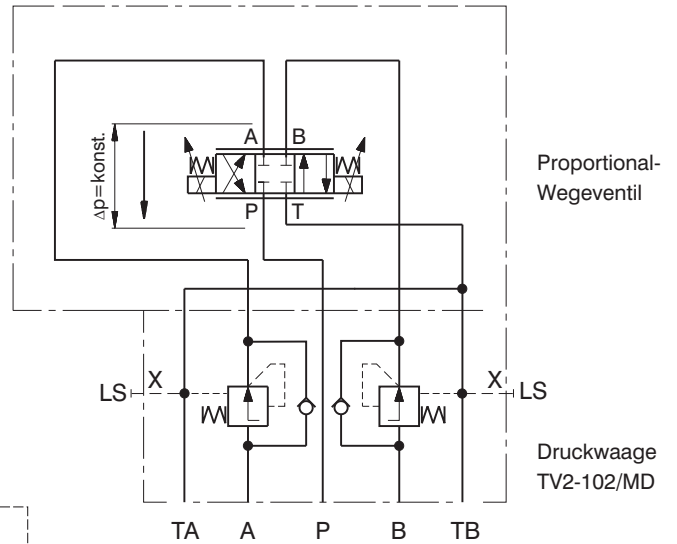 Δp=konst.
A B
P T
Proportional-
Wegeventil
LS X
X LS
Druckwaage
TV2-102/MD
TA A P B TB